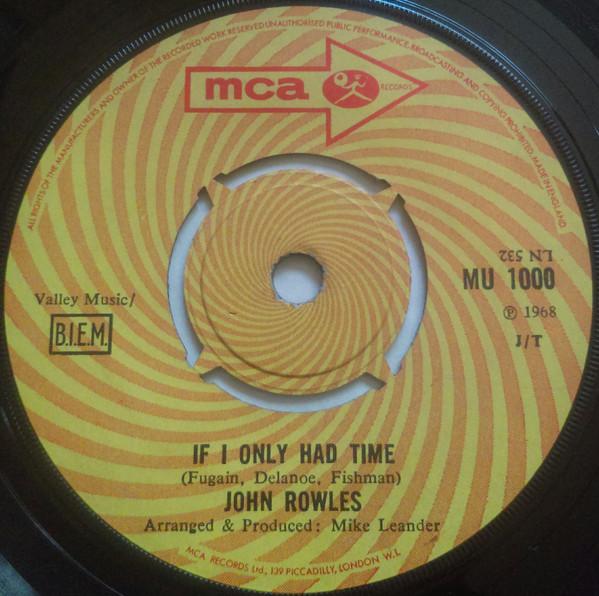 ALL RIGHTS OF THE MANUFACTURERS AND OWNER OF THE RECORDED WORK RESERVED UNAUTHORISED PUBLIC PERFORMANCE, BROADCASTING AND COPYING PROHIBITED. MADE IN ENGLAND
mca
RECORDS
LN 532
MU 1000
Ⓟ 1968
J/T
Valley Music/
B.I.E.M.
IF I ONLY HAD TIME
(Fugain, Delanoe, Fishman)
JOHN ROWLES
Arranged & Produced: Mike Leander
MCA RECORDS Ltd., 139 PICCADILLY, LONDON W.1.